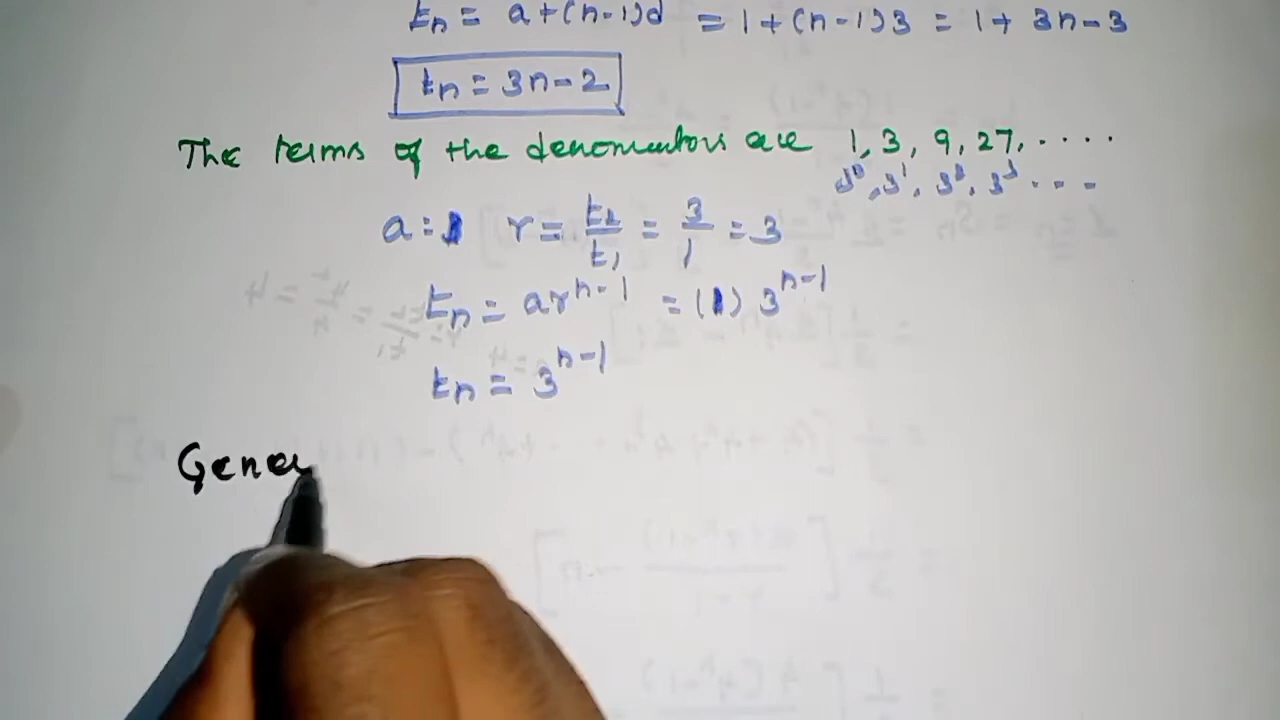 tn = a+(n-1)d = 1+(n-1)3 = 1+ 3n-3
tn = 3n-2
The terms of the denominators are 1, 3, 9, 27, ....
3⁰, 3¹, 3², 3³ ...
a = 1 r = t₂/t₁ = 3/1 = 3
tn = arⁿ⁻¹ = (1) 3ⁿ⁻¹
tn = 3ⁿ⁻¹
Gene